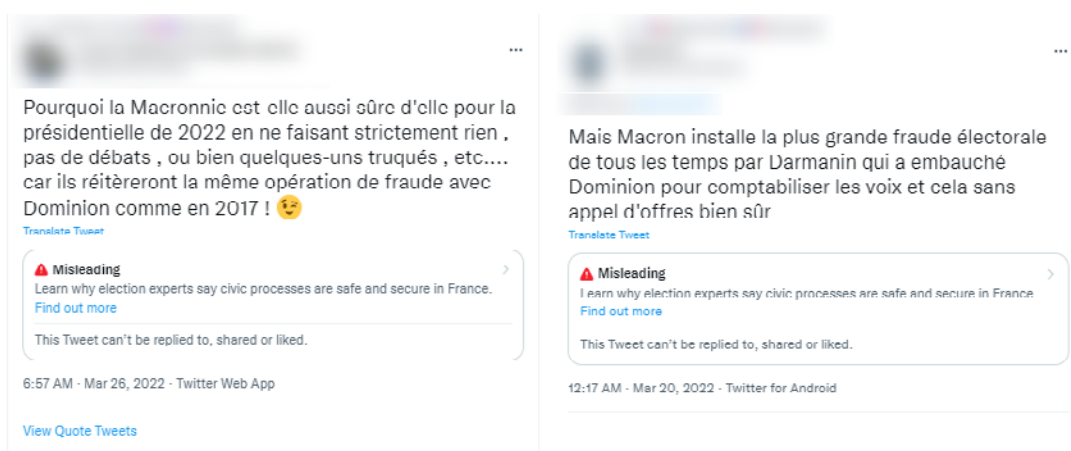 Pourquoi la Macronnie est elle aussi sûre d'elle pour la
présidentielle de 2022 en ne faisant strictement rien ,
pas de débats , ou bien quelques-uns truqués , etc....
car ils réitèreront la même opération de fraude avec
Dominion comme en 2017 ! 😉
Translate Tweet
Misleading
Learn why election experts say civic processes are safe and secure in France.
Find out more
This Tweet can't be replied to, shared or liked.
6:57 AM · Mar 26, 2022 · Twitter Web App
View Quote Tweets
Mais Macron installe la plus grande fraude électorale
de tous les temps par Darmanin qui a embauché
Dominion pour comptabiliser les voix et cela sans
appel d'offres bien sûr
Translate Tweet
Misleading
Learn why election experts say civic processes are safe and secure in France
Find out more
This Tweet can't be replied to, shared or liked.
12:17 AM · Mar 20, 2022 · Twitter for Android